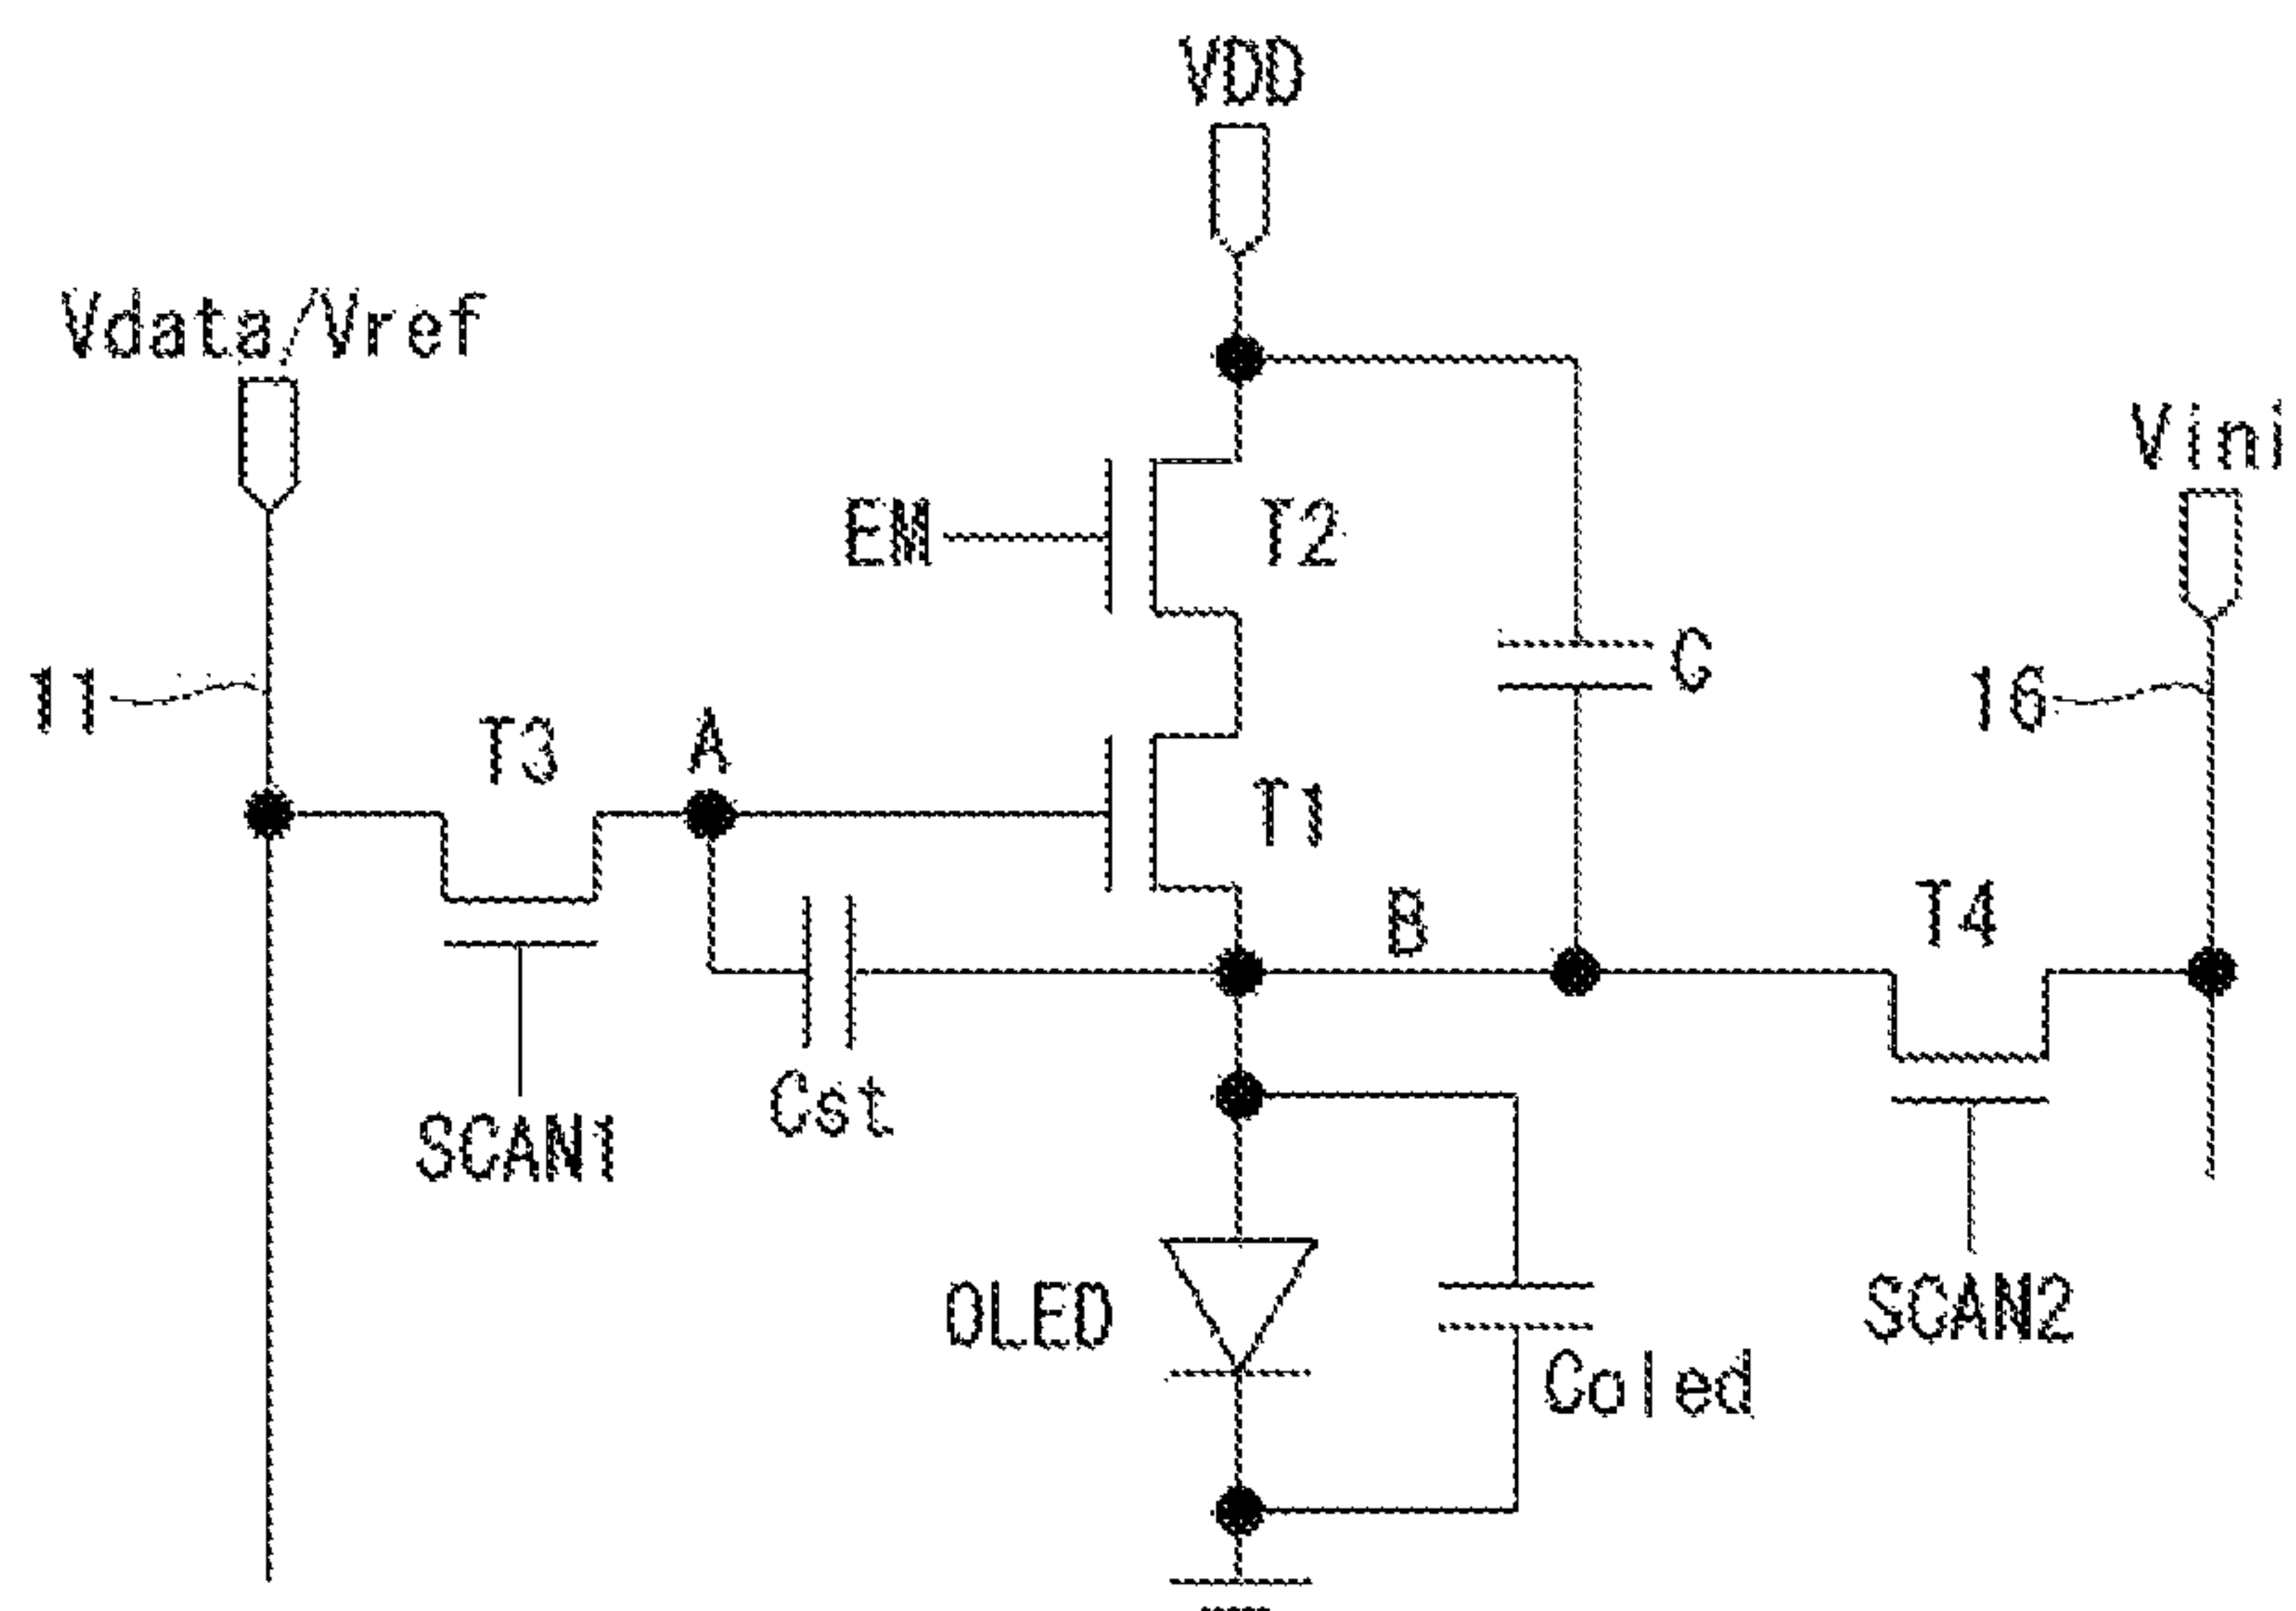 VDD
Vdata/Vref
Vini
EM
T2
C
11
16
T3
A
T1
B
T4
Cst
SCAN1
OLED
SCAN2
Coled